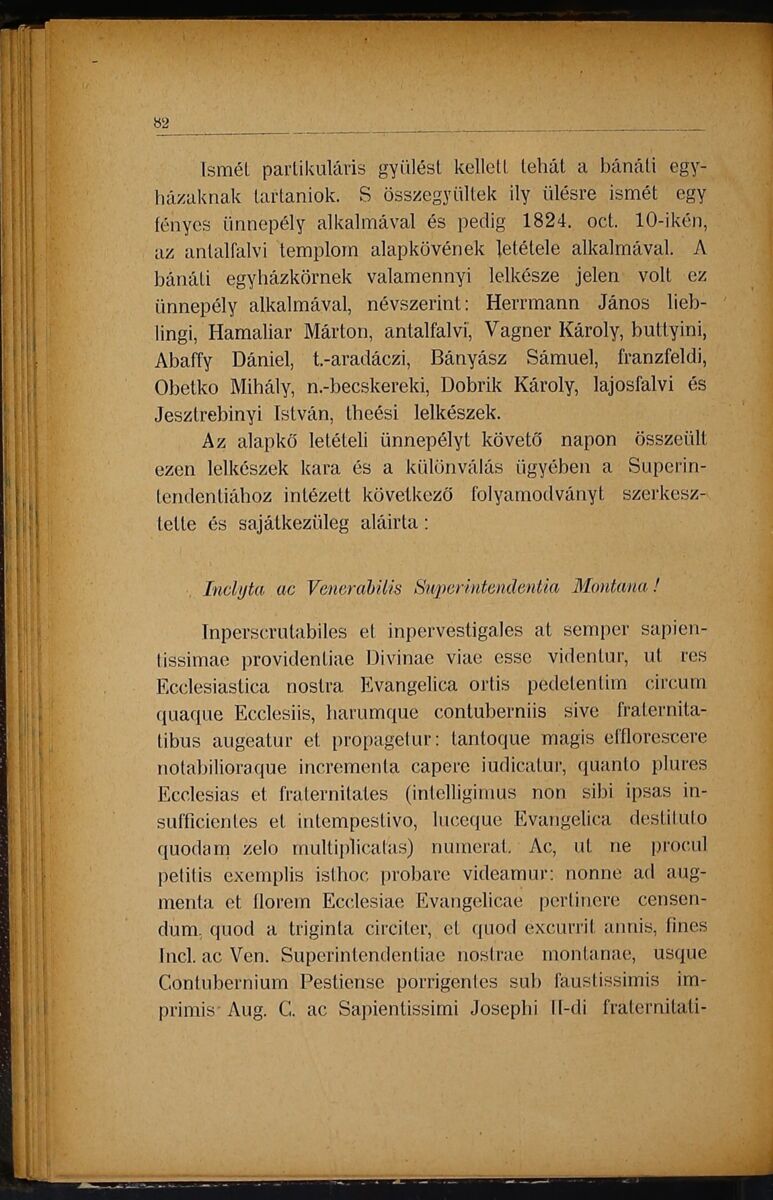 82
Ismét partikuláris gyülést kellett tehát a bánáti egy-
házaknak tartaniok. S összegyültek ily ülésre ismét egy
fényes ünnepély alkalmával és pedig 1824. oct. 10-ikén,
az antalfalvi templom alapkövének letétele alkalmával. A
bánáti egyházkörnek valamennyi lelkésze jelen volt ez
ünnepély alkalmával, névszerint: Herrmann János lieb-
lingi, Hamaliar Márton, antalfalvi, Vagner Károly, buttyini,
Abaffy Dániel, t.-aradáczi, Bányász Sámuel, franzfeldi,
Obetko Mihály, n.-becskereki, Dobrik Károly, lajosfalvi és
Jesztrebinyi István, theési lelkészek.
Az alapkő letételi ünnepélyt követő napon összeült
ezen lelkészek kara és a különválás ügyében a Superin-
tendentiához intézett következő folyamodványt szerkesz-
tette és sajátkezüleg aláirta:
Inclyta ac Venerabilis Superintendentia Montana!
Inperscrutabiles et inpervestigales at semper sapien-
tissimae providentiae Divinae viae esse videntur, ut res
Ecclesiastica nostra Evangelica ortis pedetentim circum
quaque Ecclesiis, harumque contuberniis sive fraternita-
tibus augeatur et propagetur: tantoque magis efflorescere
notabilioraque incrementa capere iudicatur, quanto plures
Ecclesias et fraternitates (intelligimus non sibi ipsas in-
sufficientes et intempestivo, luceque Evangelica destituto
quodam zelo multiplicatas) numerat. Ac, ut ne procul
petitis exemplis isthoc probare videamur: nonne ad aug-
menta et florem Ecclesiae Evangelicae pertinere censen-
dum, quod a triginta circiter, et quod excurrit annis, fines
Incl. ac Ven. Superintendentiae nostrae montanae, usque
Contubernium Pestiense porrigentes sub faustissimis im-
primis Aug. C. ac Sapientissimi Josephi II-di fraternitati-